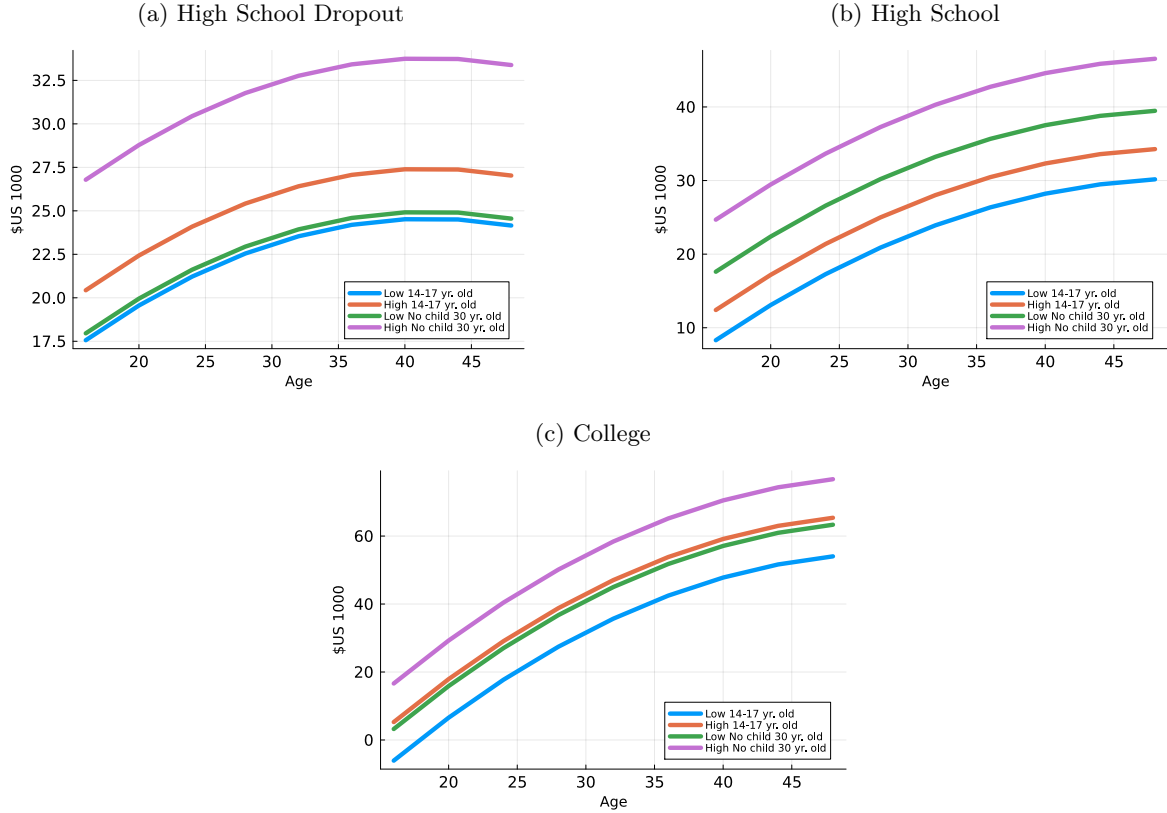 (a) High School Dropout
$US 1000
32.5
30.0
27.5
25.0
22.5
20.0
17.5
20 25 30 35 40 45
Age
Low 14-17 yr. old
High 14-17 yr. old
Low No child 30 yr. old
High No child 30 yr. old
(b) High School
$US 1000
40
30
20
10
20 25 30 35 40 45
Age
Low 14-17 yr. old
High 14-17 yr. old
Low No child 30 yr. old
High No child 30 yr. old
(c) College
$US 1000
60
40
20
0
20 25 30 35 40 45
Age
Low 14-17 yr. old
High 14-17 yr. old
Low No child 30 yr. old
High No child 30 yr. old